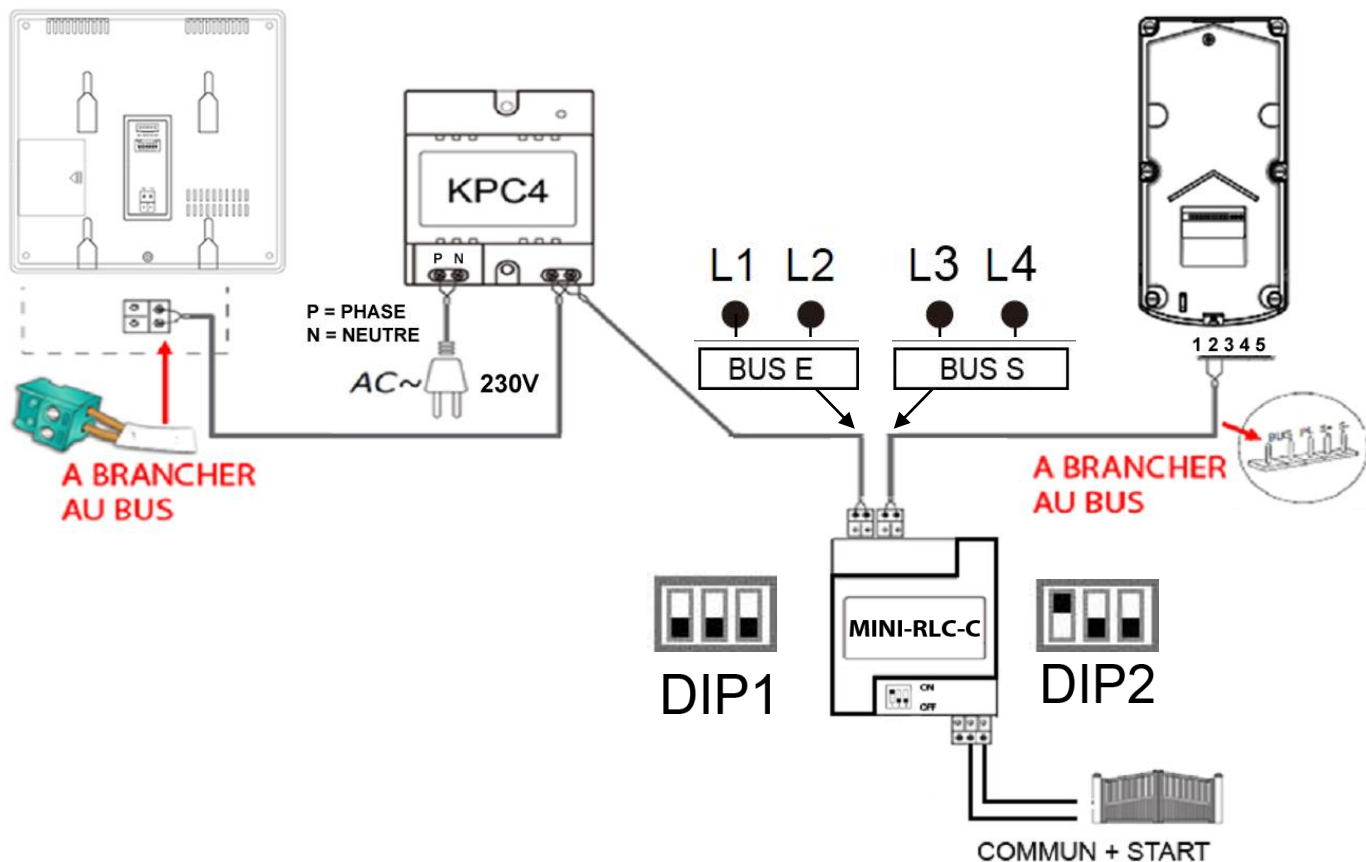 KPC4
P N
P = PHASE
N = NEUTRE
AC~ 230V
L1 L2 L3 L4
BUS E
BUS S
1 2 3 4 5
A BRANCHER
AU BUS
A BRANCHER
AU BUS
BUS
MINI-RLC-C
ON
OFF
DIP1
DIP2
COMMUN + START